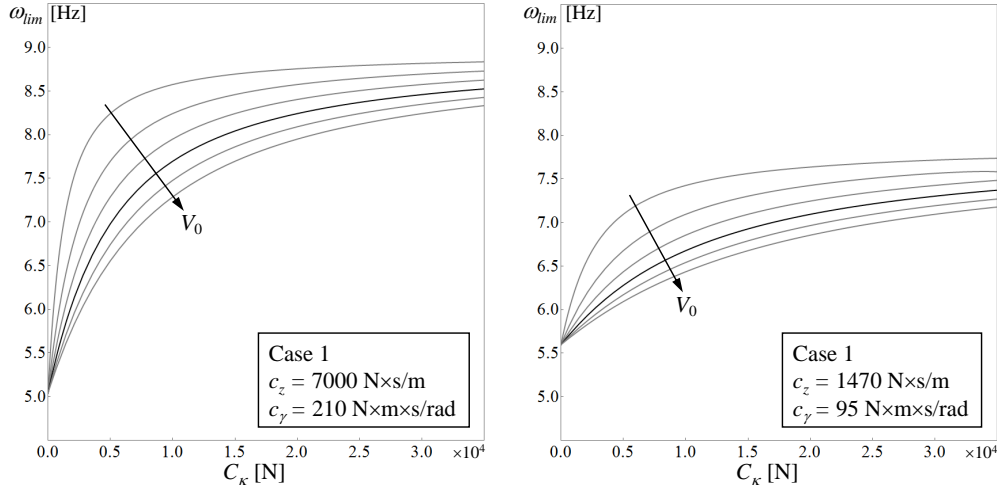 ω_lim [Hz]
9.0
8.5
8.0
7.5
7.0
6.5
6.0
5.5
5.0
V_0
Case 1
c_z = 7000 N×s/m
c_γ = 210 N×m×s/rad
0.0 0.5 1.0 1.5 2.0 2.5 3.0 ×10^4
C_κ [N]
ω_lim [Hz]
9.0
8.5
8.0
7.5
7.0
6.5
6.0
5.5
5.0
V_0
Case 1
c_z = 1470 N×s/m
c_γ = 95 N×m×s/rad
0.0 0.5 1.0 1.5 2.0 2.5 3.0 ×10^4
C_κ [N]